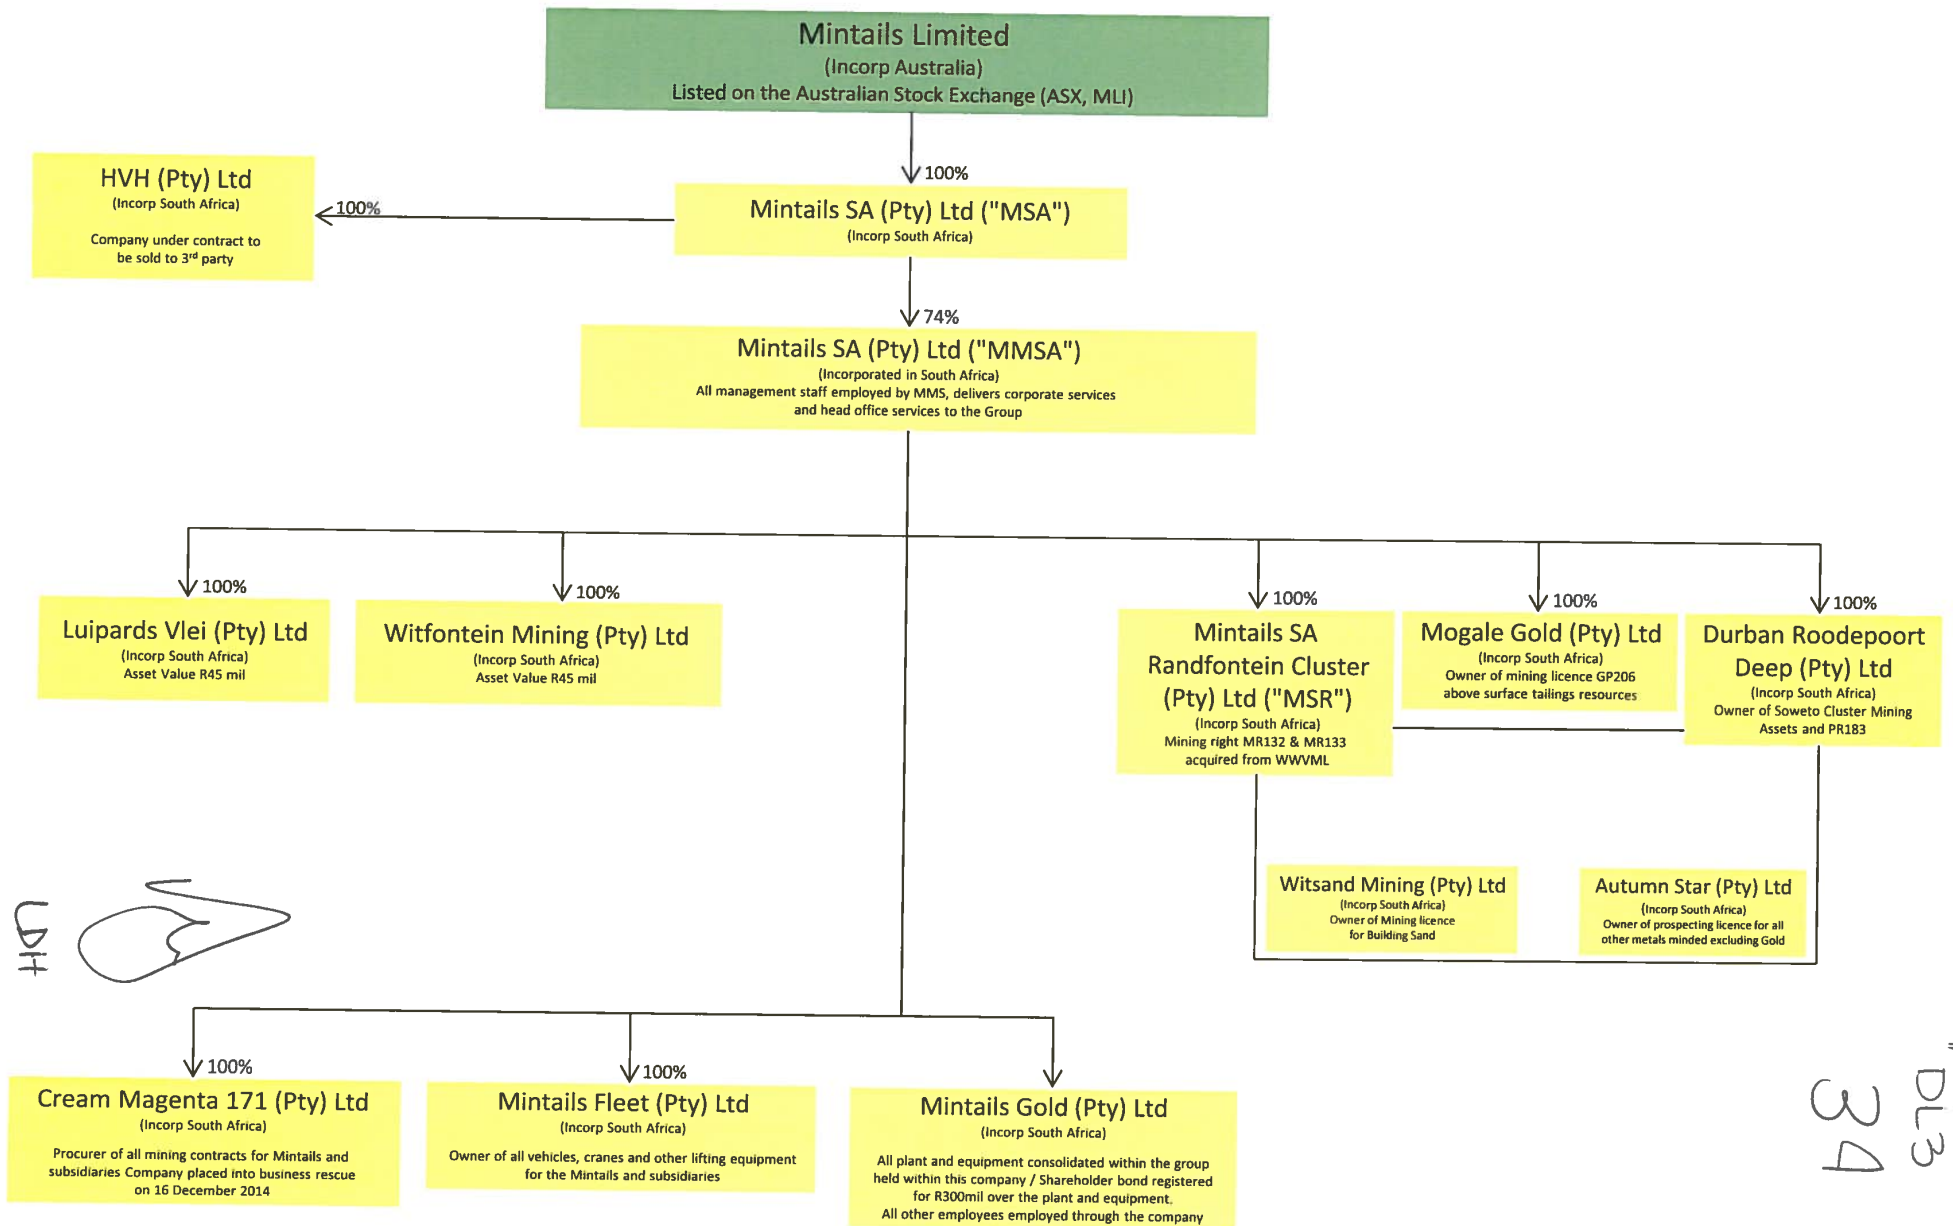 Mintails Limited
(Incorp Australia)
Listed on the Australian Stock Exchange (ASX, MLI)
100%
HVH (Pty) Ltd
(Incorp South Africa)
Company under contract to
be sold to 3rd party
100%
Mintails SA (Pty) Ltd ("MSA")
(Incorp South Africa)
74%
Mintails SA (Pty) Ltd ("MMSA")
(Incorporated in South Africa)
All management staff employed by MMS, delivers corporate services
and head office services to the Group
100%
Luipards Vlei (Pty) Ltd
(Incorp South Africa)
Asset Value R45 mil
100%
Witfontein Mining (Pty) Ltd
(Incorp South Africa)
Asset Value R45 mil
100%
Mintails SA
Randfontein Cluster
(Pty) Ltd ("MSR")
(Incorp South Africa)
Mining right MR132 & MR133
acquired from WWVML
100%
Mogale Gold (Pty) Ltd
(Incorp South Africa)
Owner of mining licence GP206
above surface tailings resources
100%
Durban Roodepoort
Deep (Pty) Ltd
(Incorp South Africa)
Owner of Soweto Cluster Mining
Assets and PR183
Witsand Mining (Pty) Ltd
(Incorp South Africa)
Owner of Mining licence
for Building Sand
Autumn Star (Pty) Ltd
(Incorp South Africa)
Owner of prospecting licence for all
other metals minded excluding Gold
100%
Cream Magenta 171 (Pty) Ltd
(Incorp South Africa)
Procurer of all mining contracts for Mintails and
subsidiaries Company placed into business rescue
on 16 December 2014
100%
Mintails Fleet (Pty) Ltd
(Incorp South Africa)
Owner of all vehicles, cranes and other lifting equipment
for the Mintails and subsidiaries
Mintails Gold (Pty) Ltd
(Incorp South Africa)
All plant and equipment consolidated within the group
held within this company / Shareholder bond registered
for R300mil over the plant and equipment.
All other employees employed through the company
"DL3
34